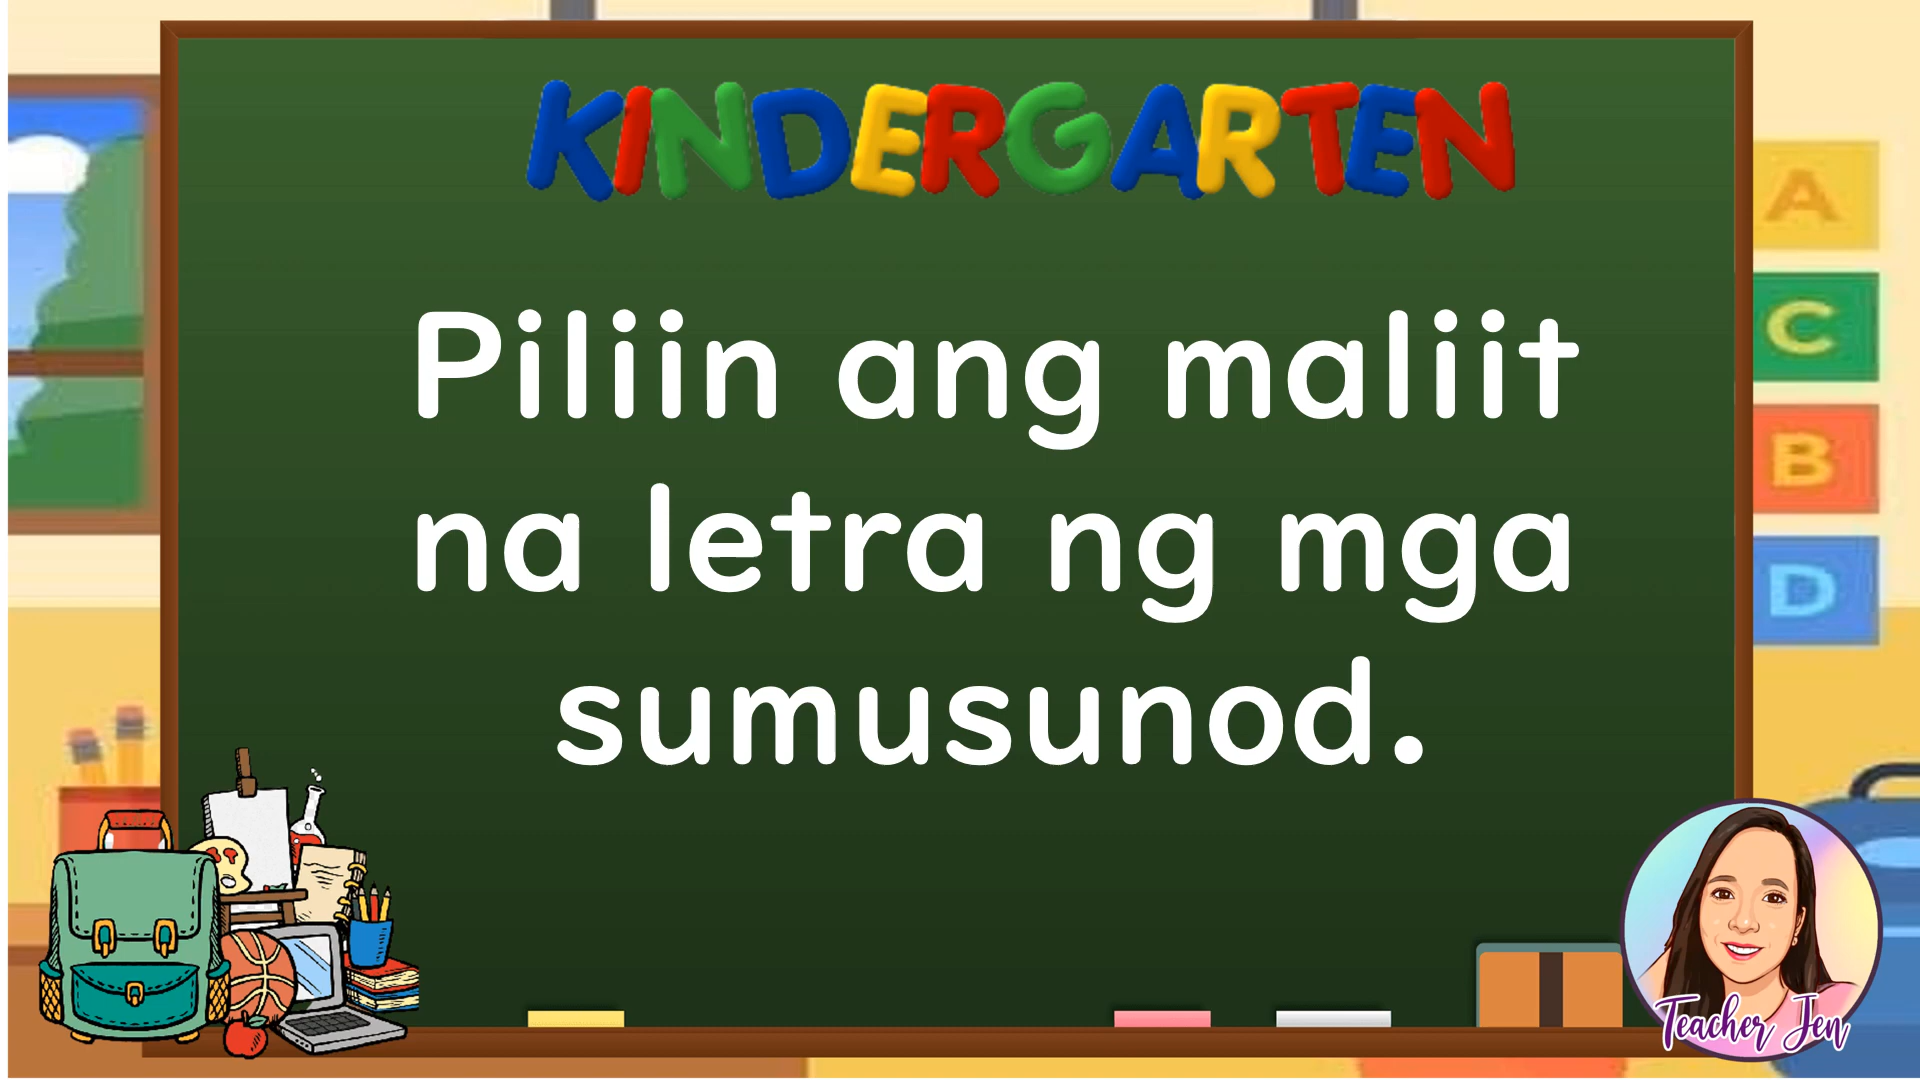 KINDERGARTEN
Piliin ang maliit
na letra ng mga
sumusunod.
A
C
B
D
Teacher Jen